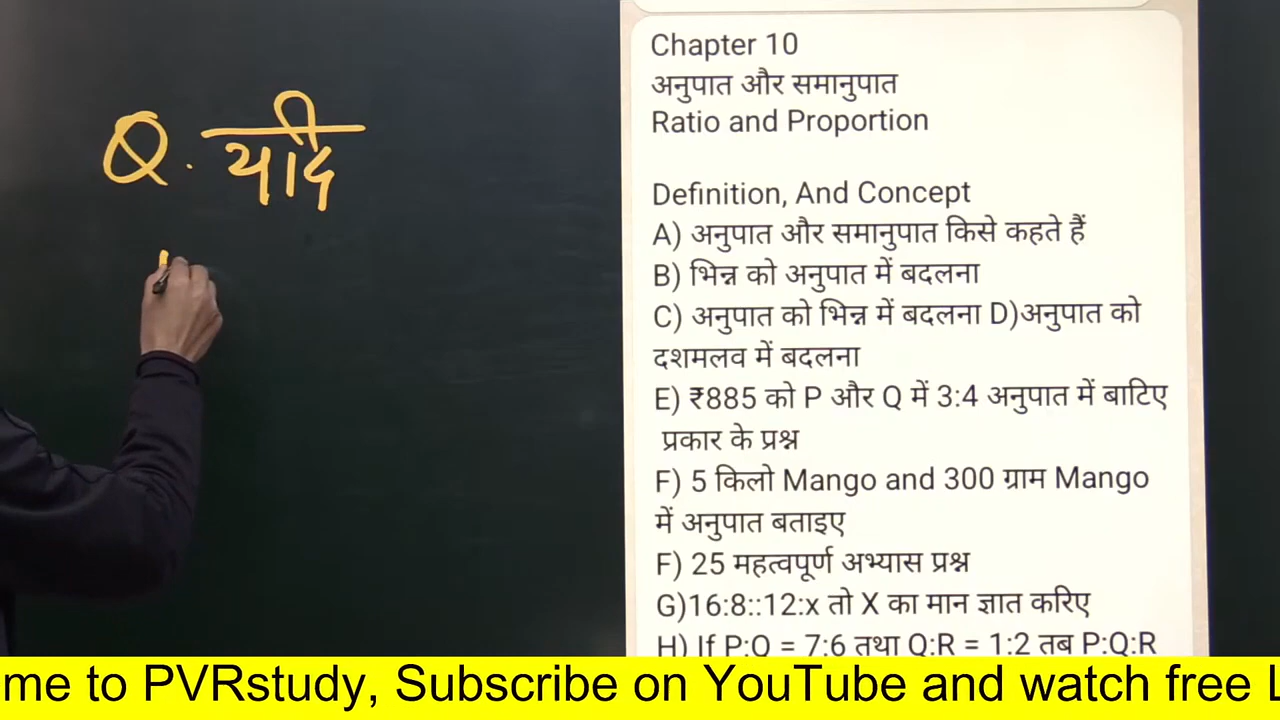 Q. यदि
Chapter 10
अनुपात और समानुपात
Ratio and Proportion
Definition, And Concept
A) अनुपात और समानुपात किसे कहते हैं
B) भिन्न को अनुपात में बदलना
C) अनुपात को भिन्न में बदलना D)अनुपात को
दशमलव में बदलना
E) ₹885 को P और Q में 3:4 अनुपात में बाटिए
प्रकार के प्रश्न
F) 5 किलो Mango and 300 ग्राम Mango
में अनुपात बताइए
F) 25 महत्वपूर्ण अभ्यास प्रश्न
G)16:8::12:x तो X का मान ज्ञात करिए
H) If P:Q = 7:6 तथा Q:R = 1:2 तब P:Q:R
me to PVRstudy, Subscribe on YouTube and watch free